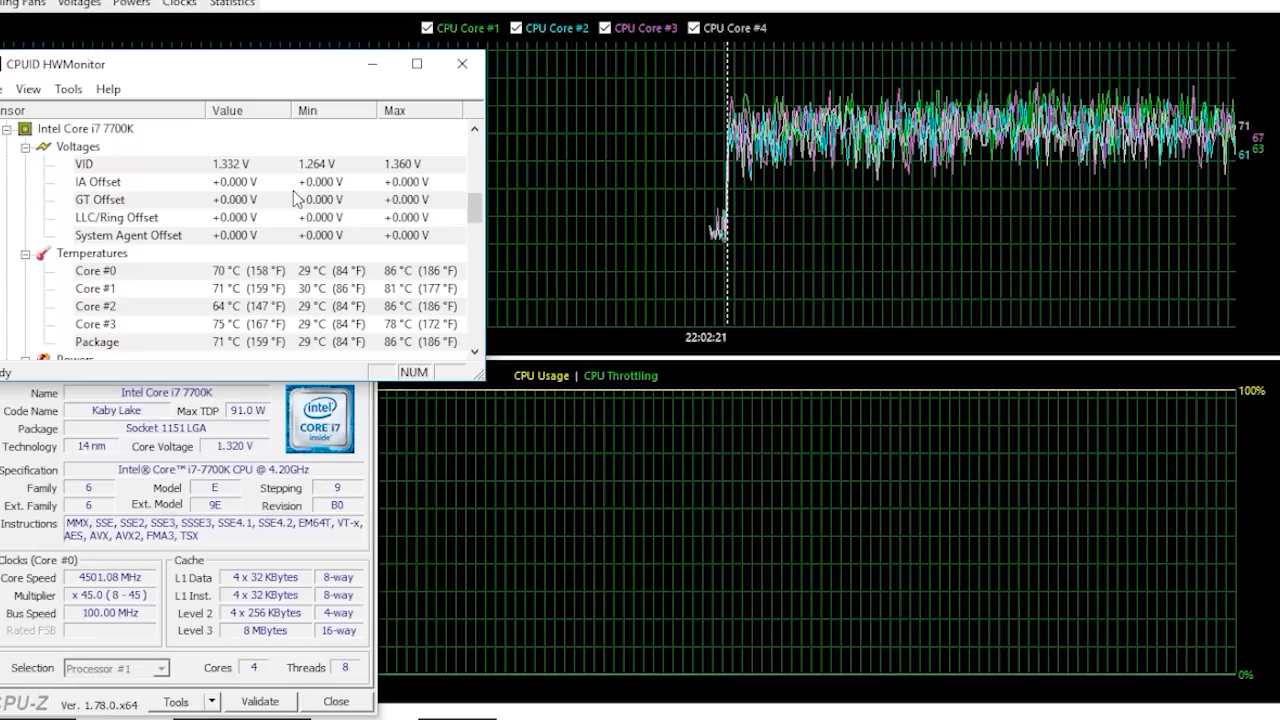 ling Fans Voltages Powers Clocks Statistics
CPU Core #1 CPU Core #2 CPU Core #3 CPU Core #4
CPUID HWMonitor
View Tools Help
nsor Value Min Max
Intel Core i7 7700K
Voltages
VID 1.332 V 1.264 V 1.360 V
IA Offset +0.000 V +0.000 V +0.000 V
GT Offset +0.000 V +0.000 V +0.000 V
LLC/Ring Offset +0.000 V +0.000 V +0.000 V
System Agent Offset +0.000 V +0.000 V +0.000 V
Temperatures
Core #0 70 °C (158 °F) 29 °C (84 °F) 86 °C (186 °F)
Core #1 71 °C (159 °F) 30 °C (86 °F) 81 °C (177 °F)
Core #2 64 °C (147 °F) 29 °C (84 °F) 86 °C (186 °F)
Core #3 75 °C (167 °F) 29 °C (84 °F) 78 °C (172 °F)
Package 71 °C (159 °F) 29 °C (84 °F) 86 °C (186 °F)
Powers
dy NUM
71
67
63
61
22:02:21
CPU Usage | CPU Throttling
100%
0%
Name Intel Core i7 7700K
Code Name Kaby Lake Max TDP 91.0 W
Package Socket 1151 LGA
Technology 14 nm Core Voltage 1.320 V
intel
CORE i7
inside
Specification Intel® Core™ i7-7700K CPU @ 4.20GHz
Family 6 Model E Stepping 9
Ext. Family 6 Ext. Model 9E Revision B0
Instructions MMX, SSE, SSE2, SSE3, SSSE3, SSE4.1, SSE4.2, EM64T, VT-x,
AES, AVX, AVX2, FMA3, TSX
Clocks (Core #0)
Core Speed 4501.08 MHz
Multiplier x 45.0 ( 8 - 45 )
Bus Speed 100.00 MHz
Rated FSB
Cache
L1 Data 4 x 32 KBytes 8-way
L1 Inst. 4 x 32 KBytes 8-way
Level 2 4 x 256 KBytes 4-way
Level 3 8 MBytes 16-way
Selection Processor #1 Cores 4 Threads 8
CPU-Z Ver. 1.78.0.x64 Tools Validate Close